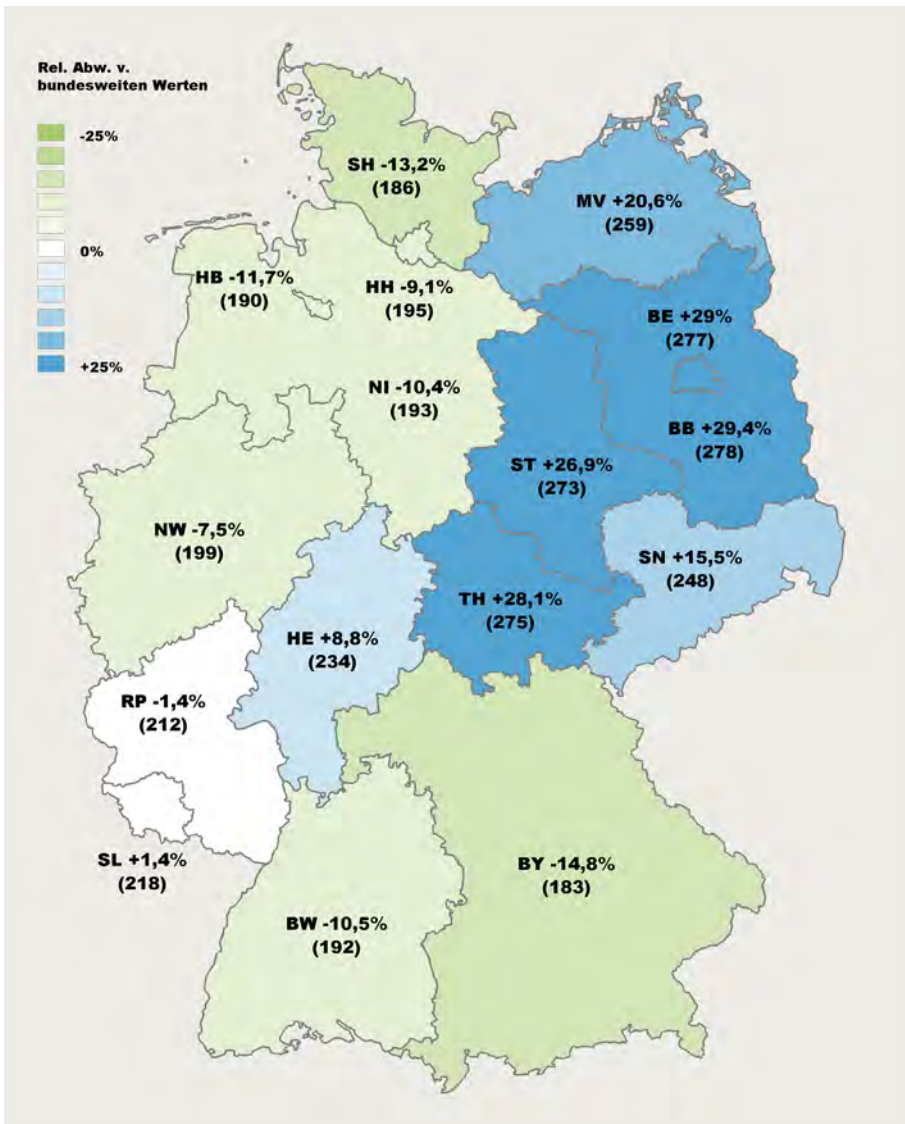 Rel. Abw. v.
bundesweiten Werten
-25%
0%
+25%
SH -13,2%
(186)
MV +20,6%
(259)
HB -11,7%
(190)
HH -9,1%
(195)
BE +29%
(277)
NI -10,4%
(193)
BB +29,4%
(278)
ST +26,9%
(273)
NW -7,5%
(199)
SN +15,5%
(248)
TH +28,1%
(275)
HE +8,8%
(234)
RP -1,4%
(212)
SL +1,4%
(218)
BY -14,8%
(183)
BW -10,5%
(192)